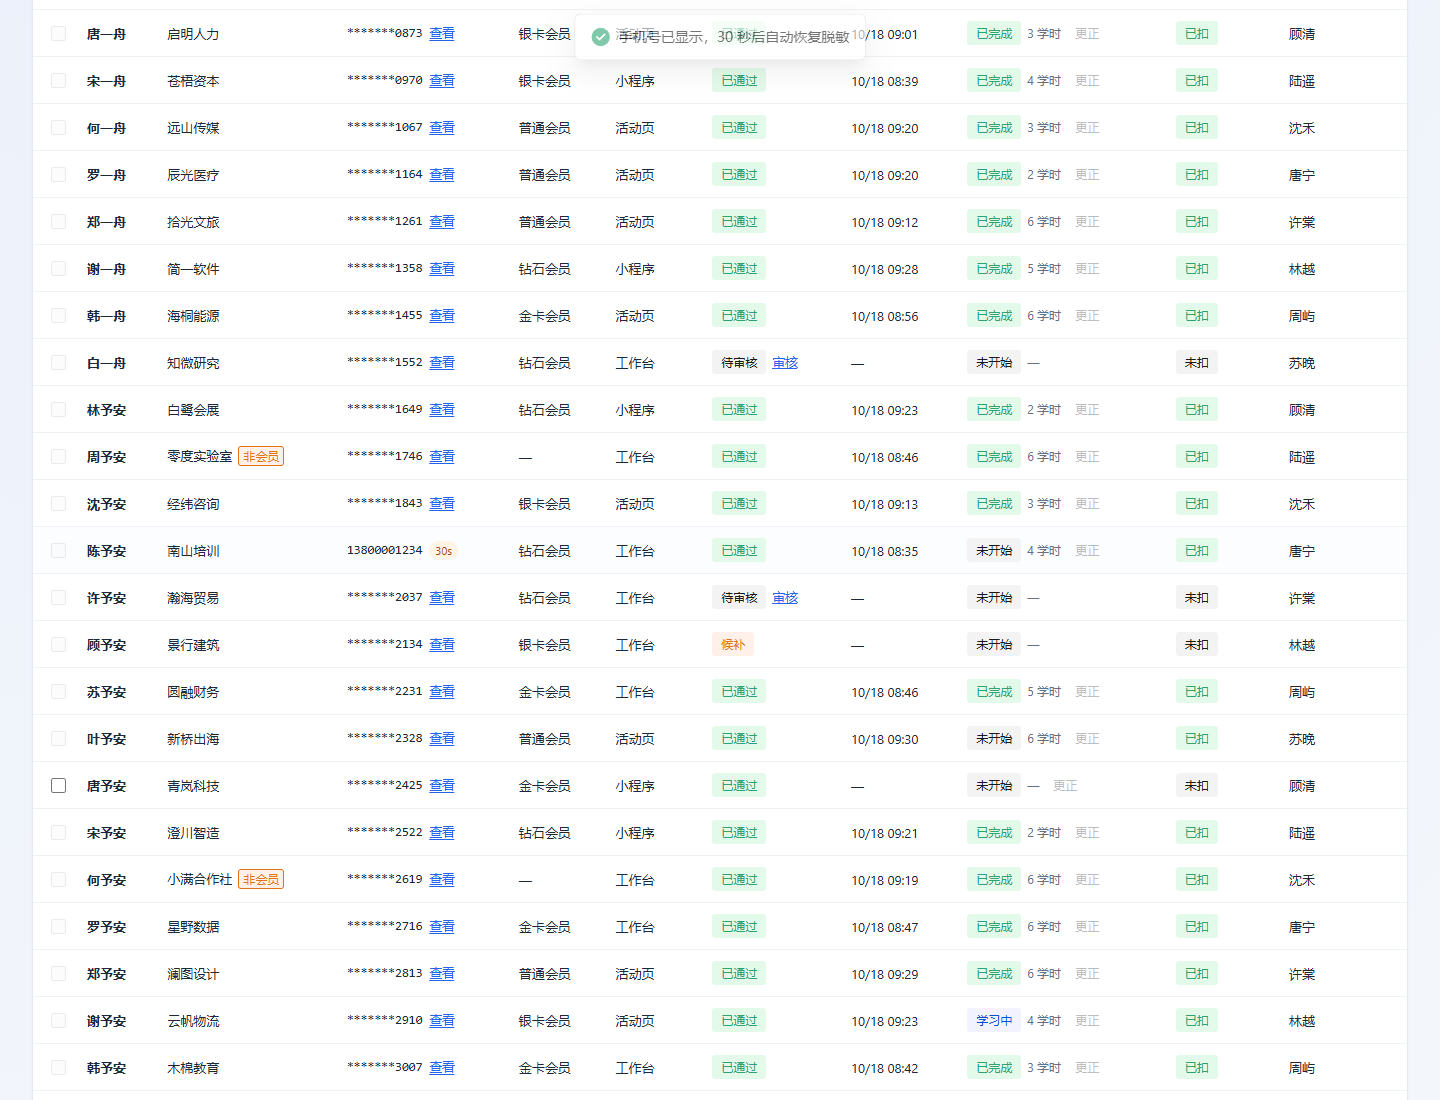 手机号已显示，30 秒后自动恢复脱敏
唐一舟 启明人力 *******0873 查看 银卡会员 10/18 09:01 已完成 3 学时 更正 顾清
宋一舟 苍梧资本 *******0970 查看 银卡会员 小程序 已通过 10/18 08:39 已完成 4 学时 更正 已扣 陆遥
何一舟 远山传媒 *******1067 查看 普通会员 活动页 已通过 10/18 09:20 已完成 3 学时 更正 已扣 沈禾
罗一舟 辰光医疗 *******1164 查看 普通会员 活动页 已通过 10/18 09:20 已完成 2 学时 更正 已扣 唐宁
郑一舟 拾光文旅 *******1261 查看 普通会员 活动页 已通过 10/18 09:12 已完成 6 学时 更正 已扣 许棠
谢一舟 简一软件 *******1358 查看 钻石会员 小程序 已通过 10/18 09:28 已完成 5 学时 更正 已扣 林越
韩一舟 海桐能源 *******1455 查看 金卡会员 活动页 已通过 10/18 08:56 已完成 6 学时 更正 已扣 周屿
白一舟 知微研究 *******1552 查看 钻石会员 工作台 待审核 审核 — 未开始 — 未扣 苏晚
林予安 白鹭会展 *******1649 查看 钻石会员 小程序 已通过 10/18 09:23 已完成 2 学时 更正 已扣 顾清
周予安 零度实验室 非会员 *******1746 查看 — 工作台 已通过 10/18 08:46 已完成 6 学时 更正 已扣 陆遥
沈予安 经纬咨询 *******1843 查看 银卡会员 活动页 已通过 10/18 09:13 已完成 3 学时 更正 已扣 沈禾
陈予安 南山培训 13800001234 30s 钻石会员 工作台 已通过 10/18 08:35 未开始 4 学时 更正 已扣 唐宁
许予安 瀚海贸易 *******2037 查看 钻石会员 工作台 待审核 审核 — 未开始 — 未扣 许棠
顾予安 景行建筑 *******2134 查看 银卡会员 工作台 候补 — 未开始 — 未扣 林越
苏予安 圆融财务 *******2231 查看 金卡会员 工作台 已通过 10/18 08:46 已完成 5 学时 更正 已扣 周屿
叶予安 新桥出海 *******2328 查看 普通会员 活动页 已通过 10/18 09:30 未开始 6 学时 更正 已扣 苏晚
唐予安 青岚科技 *******2425 查看 金卡会员 小程序 已通过 — 未开始 — 更正 未扣 顾清
宋予安 澄川智造 *******2522 查看 钻石会员 小程序 已通过 10/18 09:21 已完成 2 学时 更正 已扣 陆遥
何予安 小满合作社 非会员 *******2619 查看 — 工作台 已通过 10/18 09:19 已完成 6 学时 更正 已扣 沈禾
罗予安 星野数据 *******2716 查看 金卡会员 工作台 已通过 10/18 08:47 已完成 6 学时 更正 已扣 唐宁
郑予安 澜图设计 *******2813 查看 普通会员 活动页 已通过 10/18 09:29 已完成 6 学时 更正 已扣 许棠
谢予安 云帆物流 *******2910 查看 银卡会员 活动页 已通过 10/18 09:23 学习中 4 学时 更正 已扣 林越
韩予安 木棉教育 *******3007 查看 金卡会员 工作台 已通过 10/18 08:42 已完成 3 学时 更正 已扣 周屿